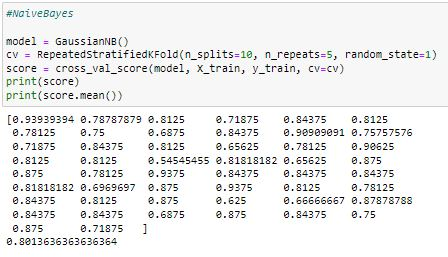 #NaiveBayes
model = GaussianNB()
cv = RepeatedStratifiedKFold(n_splits=10, n_repeats=5, random_state=1)
score = cross_val_score(model, X_train, y_train, cv=cv)
print(score)
print(score.mean())
[0.93939394 0.78787879 0.8125 0.71875 0.84375 0.8125
0.78125 0.75 0.6875 0.84375 0.90909091 0.75757576
0.71875 0.84375 0.8125 0.65625 0.78125 0.90625
0.8125 0.8125 0.54545455 0.81818182 0.65625 0.875
0.875 0.78125 0.9375 0.84375 0.84375 0.84375
0.81818182 0.6969697 0.875 0.9375 0.8125 0.78125
0.84375 0.8125 0.875 0.625 0.66666667 0.87878788
0.84375 0.84375 0.6875 0.875 0.84375 0.75
0.875 0.71875 ]
0.8013636363636364